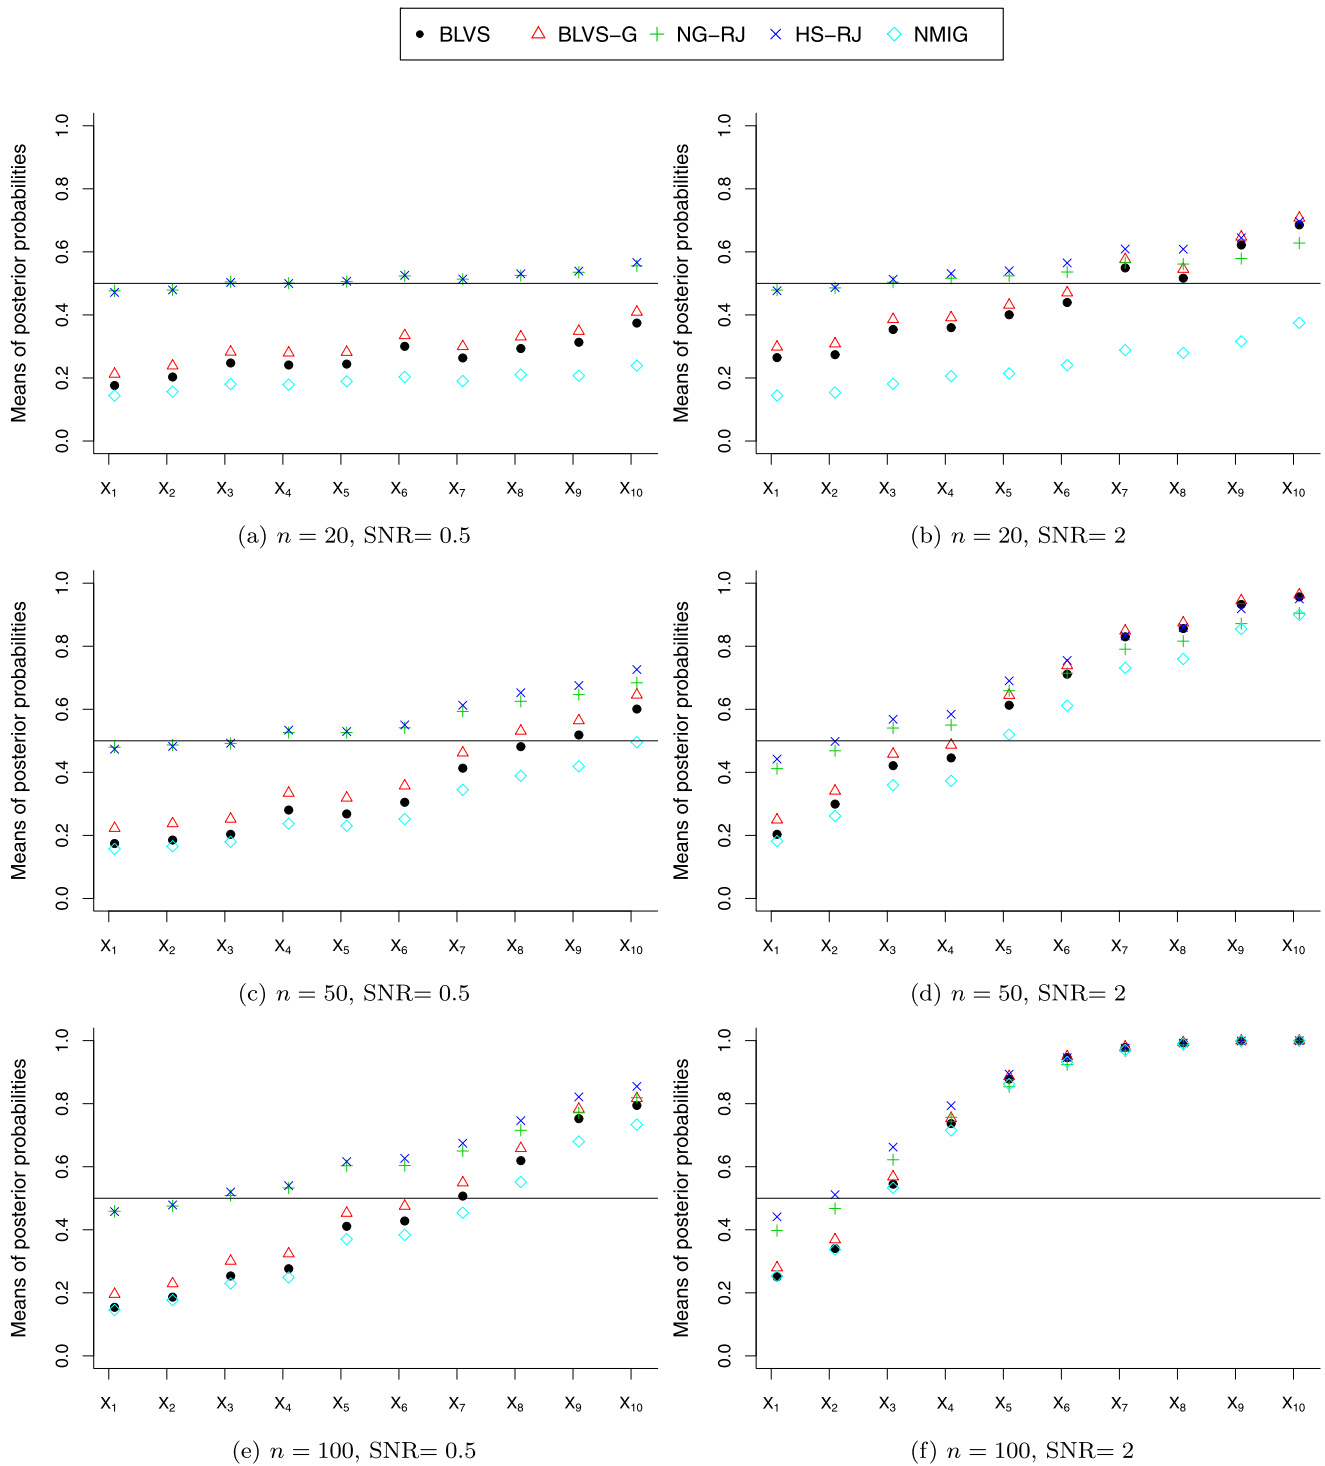 BLVS BLVS−G NG−RJ HS−RJ NMIG
Means of posterior probabilities
0.0 0.2 0.4 0.6 0.8 1.0
X1 X2 X3 X4 X5 X6 X7 X8 X9 X10
(a) n = 20, SNR= 0.5
Means of posterior probabilities
0.0 0.2 0.4 0.6 0.8 1.0
X1 X2 X3 X4 X5 X6 X7 X8 X9 X10
(b) n = 20, SNR= 2
Means of posterior probabilities
0.0 0.2 0.4 0.6 0.8 1.0
X1 X2 X3 X4 X5 X6 X7 X8 X9 X10
(c) n = 50, SNR= 0.5
Means of posterior probabilities
0.0 0.2 0.4 0.6 0.8 1.0
X1 X2 X3 X4 X5 X6 X7 X8 X9 X10
(d) n = 50, SNR= 2
Means of posterior probabilities
0.0 0.2 0.4 0.6 0.8 1.0
X1 X2 X3 X4 X5 X6 X7 X8 X9 X10
(e) n = 100, SNR= 0.5
Means of posterior probabilities
0.0 0.2 0.4 0.6 0.8 1.0
X1 X2 X3 X4 X5 X6 X7 X8 X9 X10
(f) n = 100, SNR= 2